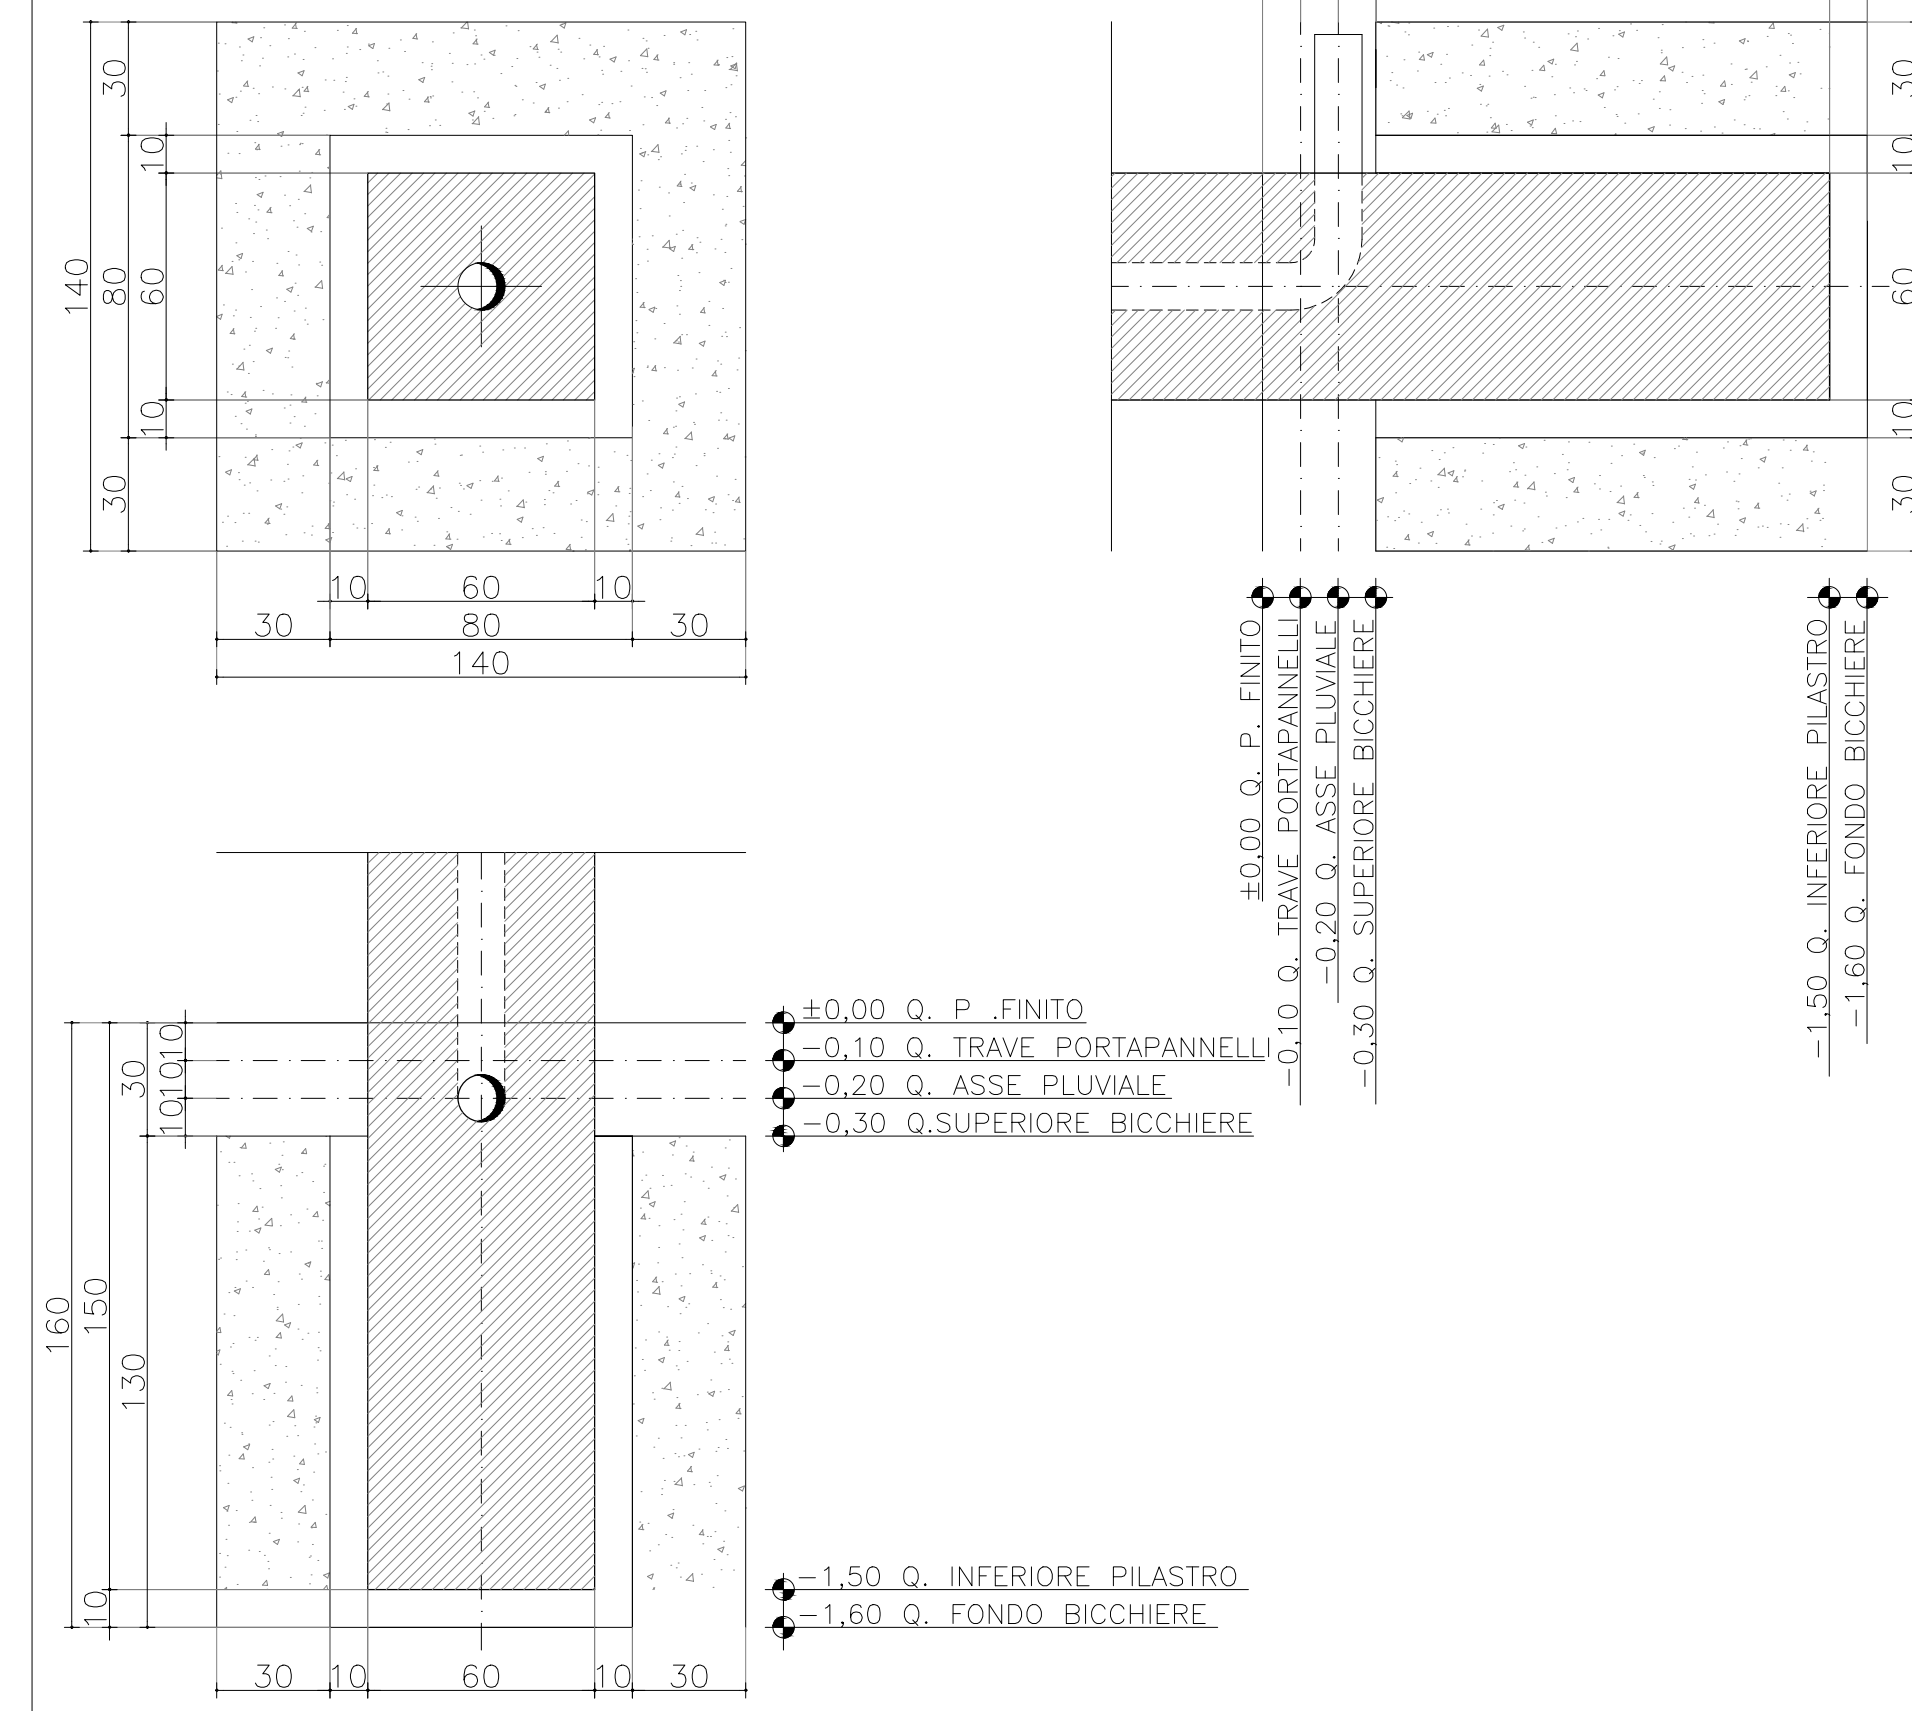 30
10
140
80
60
10
30
10 60 10
30 80 30
140
30
10
60
10
30
±0,00 Q. P. FINITO
-0,10 Q. TRAVE PORTAPANNELLI
-0,20 Q. ASSE PLUVIALE
-0,30 Q. SUPERIORE BICCHIERE
-1,50 Q. INFERIORE PILASTRO
-1,60 Q. FONDO BICCHIERE
±0,00 Q. P .FINITO
-0,10 Q. TRAVE PORTAPANNELLI
-0,20 Q. ASSE PLUVIALE
-0,30 Q.SUPERIORE BICCHIERE
10
10
10
30
160
150
130
10
-1,50 Q. INFERIORE PILASTRO
-1,60 Q. FONDO BICCHIERE
30 10 60 10 30